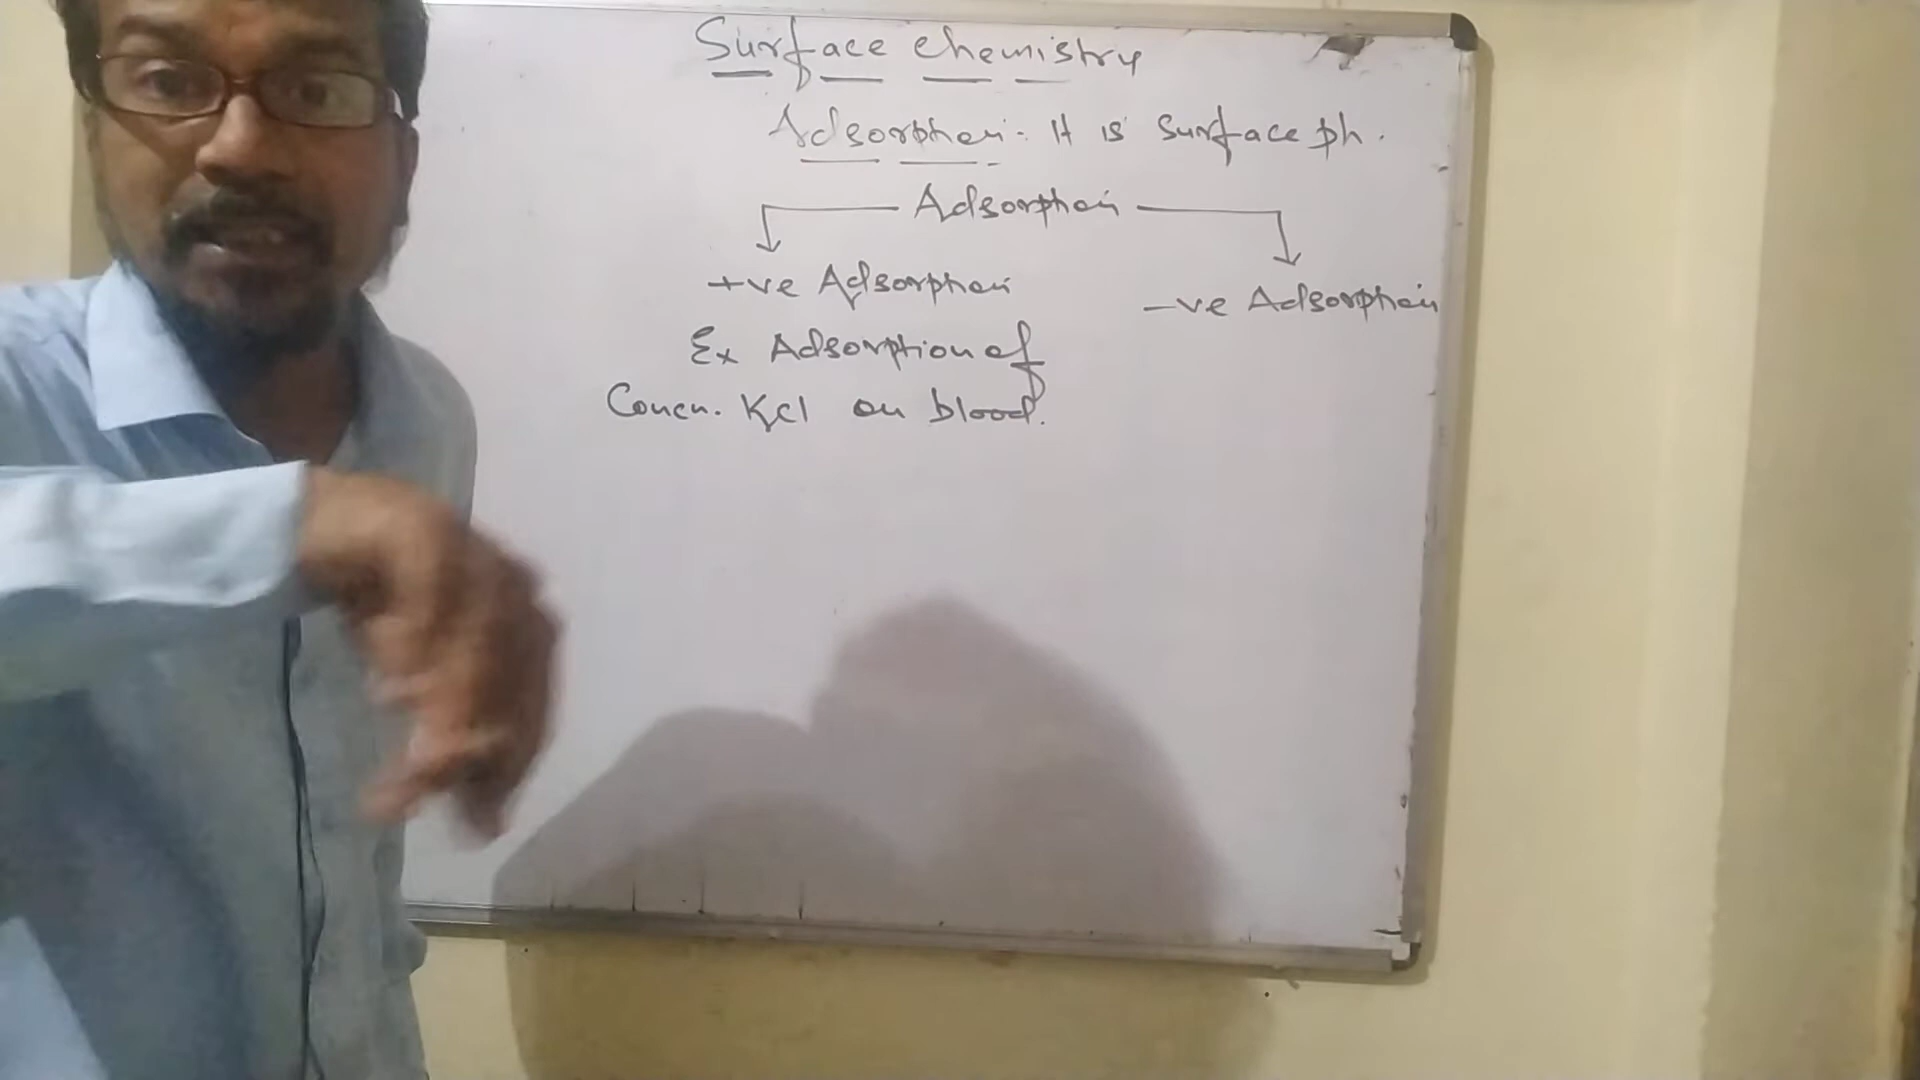 Surface Chemistry
Adsorption:- It is surface ph.
Adsorption
+ve Adsorption
-ve Adsorption
Ex Adsorption of
Concn. KCl on blood.